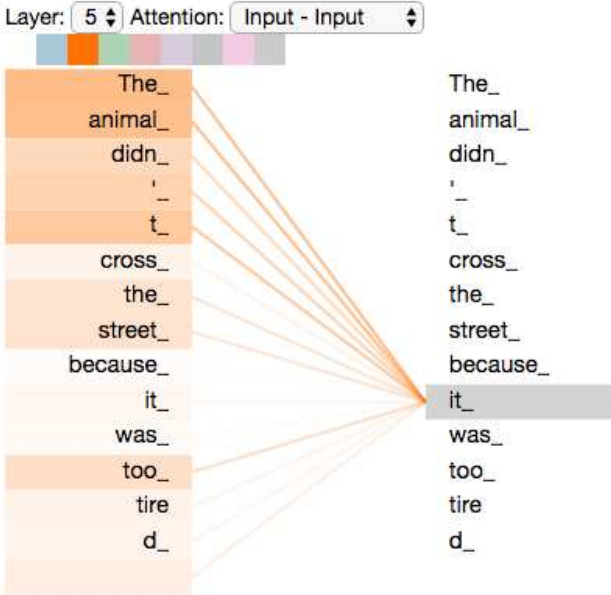 Layer: 5 Attention: Input - Input
The_ The_
animal_ animal_
didn_ didn_
'_ '_
t_ t_
cross_ cross_
the_ the_
street_ street_
because_ because_
it_ it_
was_ was_
too_ too_
tire tire
d_ d_